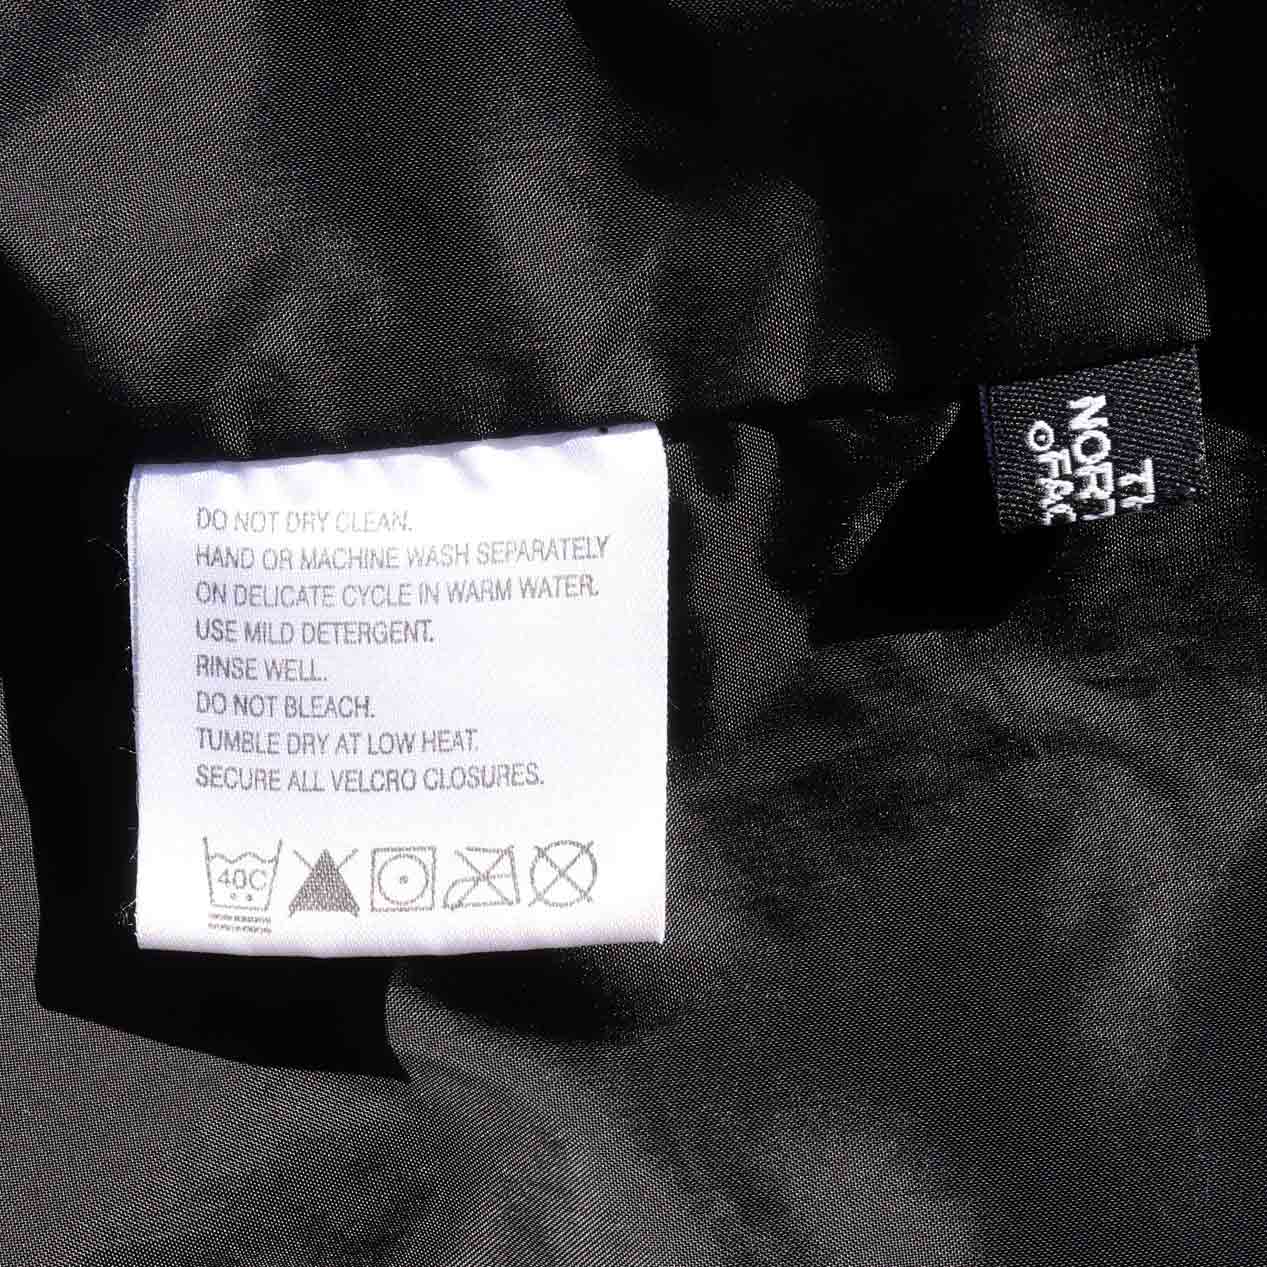 DO NOT DRY CLEAN.
HAND OR MACHINE WASH SEPARATELY
ON DELICATE CYCLE IN WARM WATER.
USE MILD DETERGENT.
RINSE WELL.
DO NOT BLEACH.
TUMBLE DRY AT LOW HEAT.
SECURE ALL VELCRO CLOSURES.
40C